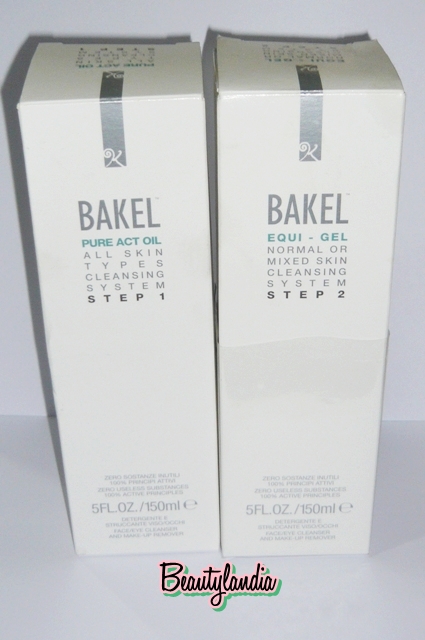 BAKEL™
PURE ACT OIL
ALL SKIN
TYPES
CLEANSING
SYSTEM
STEP 1
ZERO SOSTANZE INUTILI
100% PRINCIPI ATTIVI
ZERO USELESS SUBSTANCES
100% ACTIVE PRINCIPLES
5FL.OZ./150ml ℮
DETERGENTE E
STRUCCANTE VISO/OCCHI
FACE/EYE CLEANSER
AND MAKE-UP REMOVER
BAKEL™
EQUI - GEL
NORMAL OR
MIXED SKIN
CLEANSING
SYSTEM
STEP 2
ZERO SOSTANZE INUTILI
100% PRINCIPI ATTIVI
ZERO USELESS SUBSTANCES
100% ACTIVE PRINCIPLES
5FL.OZ./150ml ℮
DETERGENTE E
STRUCCANTE VISO/OCCHI
FACE/EYE CLEANSER
AND MAKE-UP REMOVER
Beautylandia